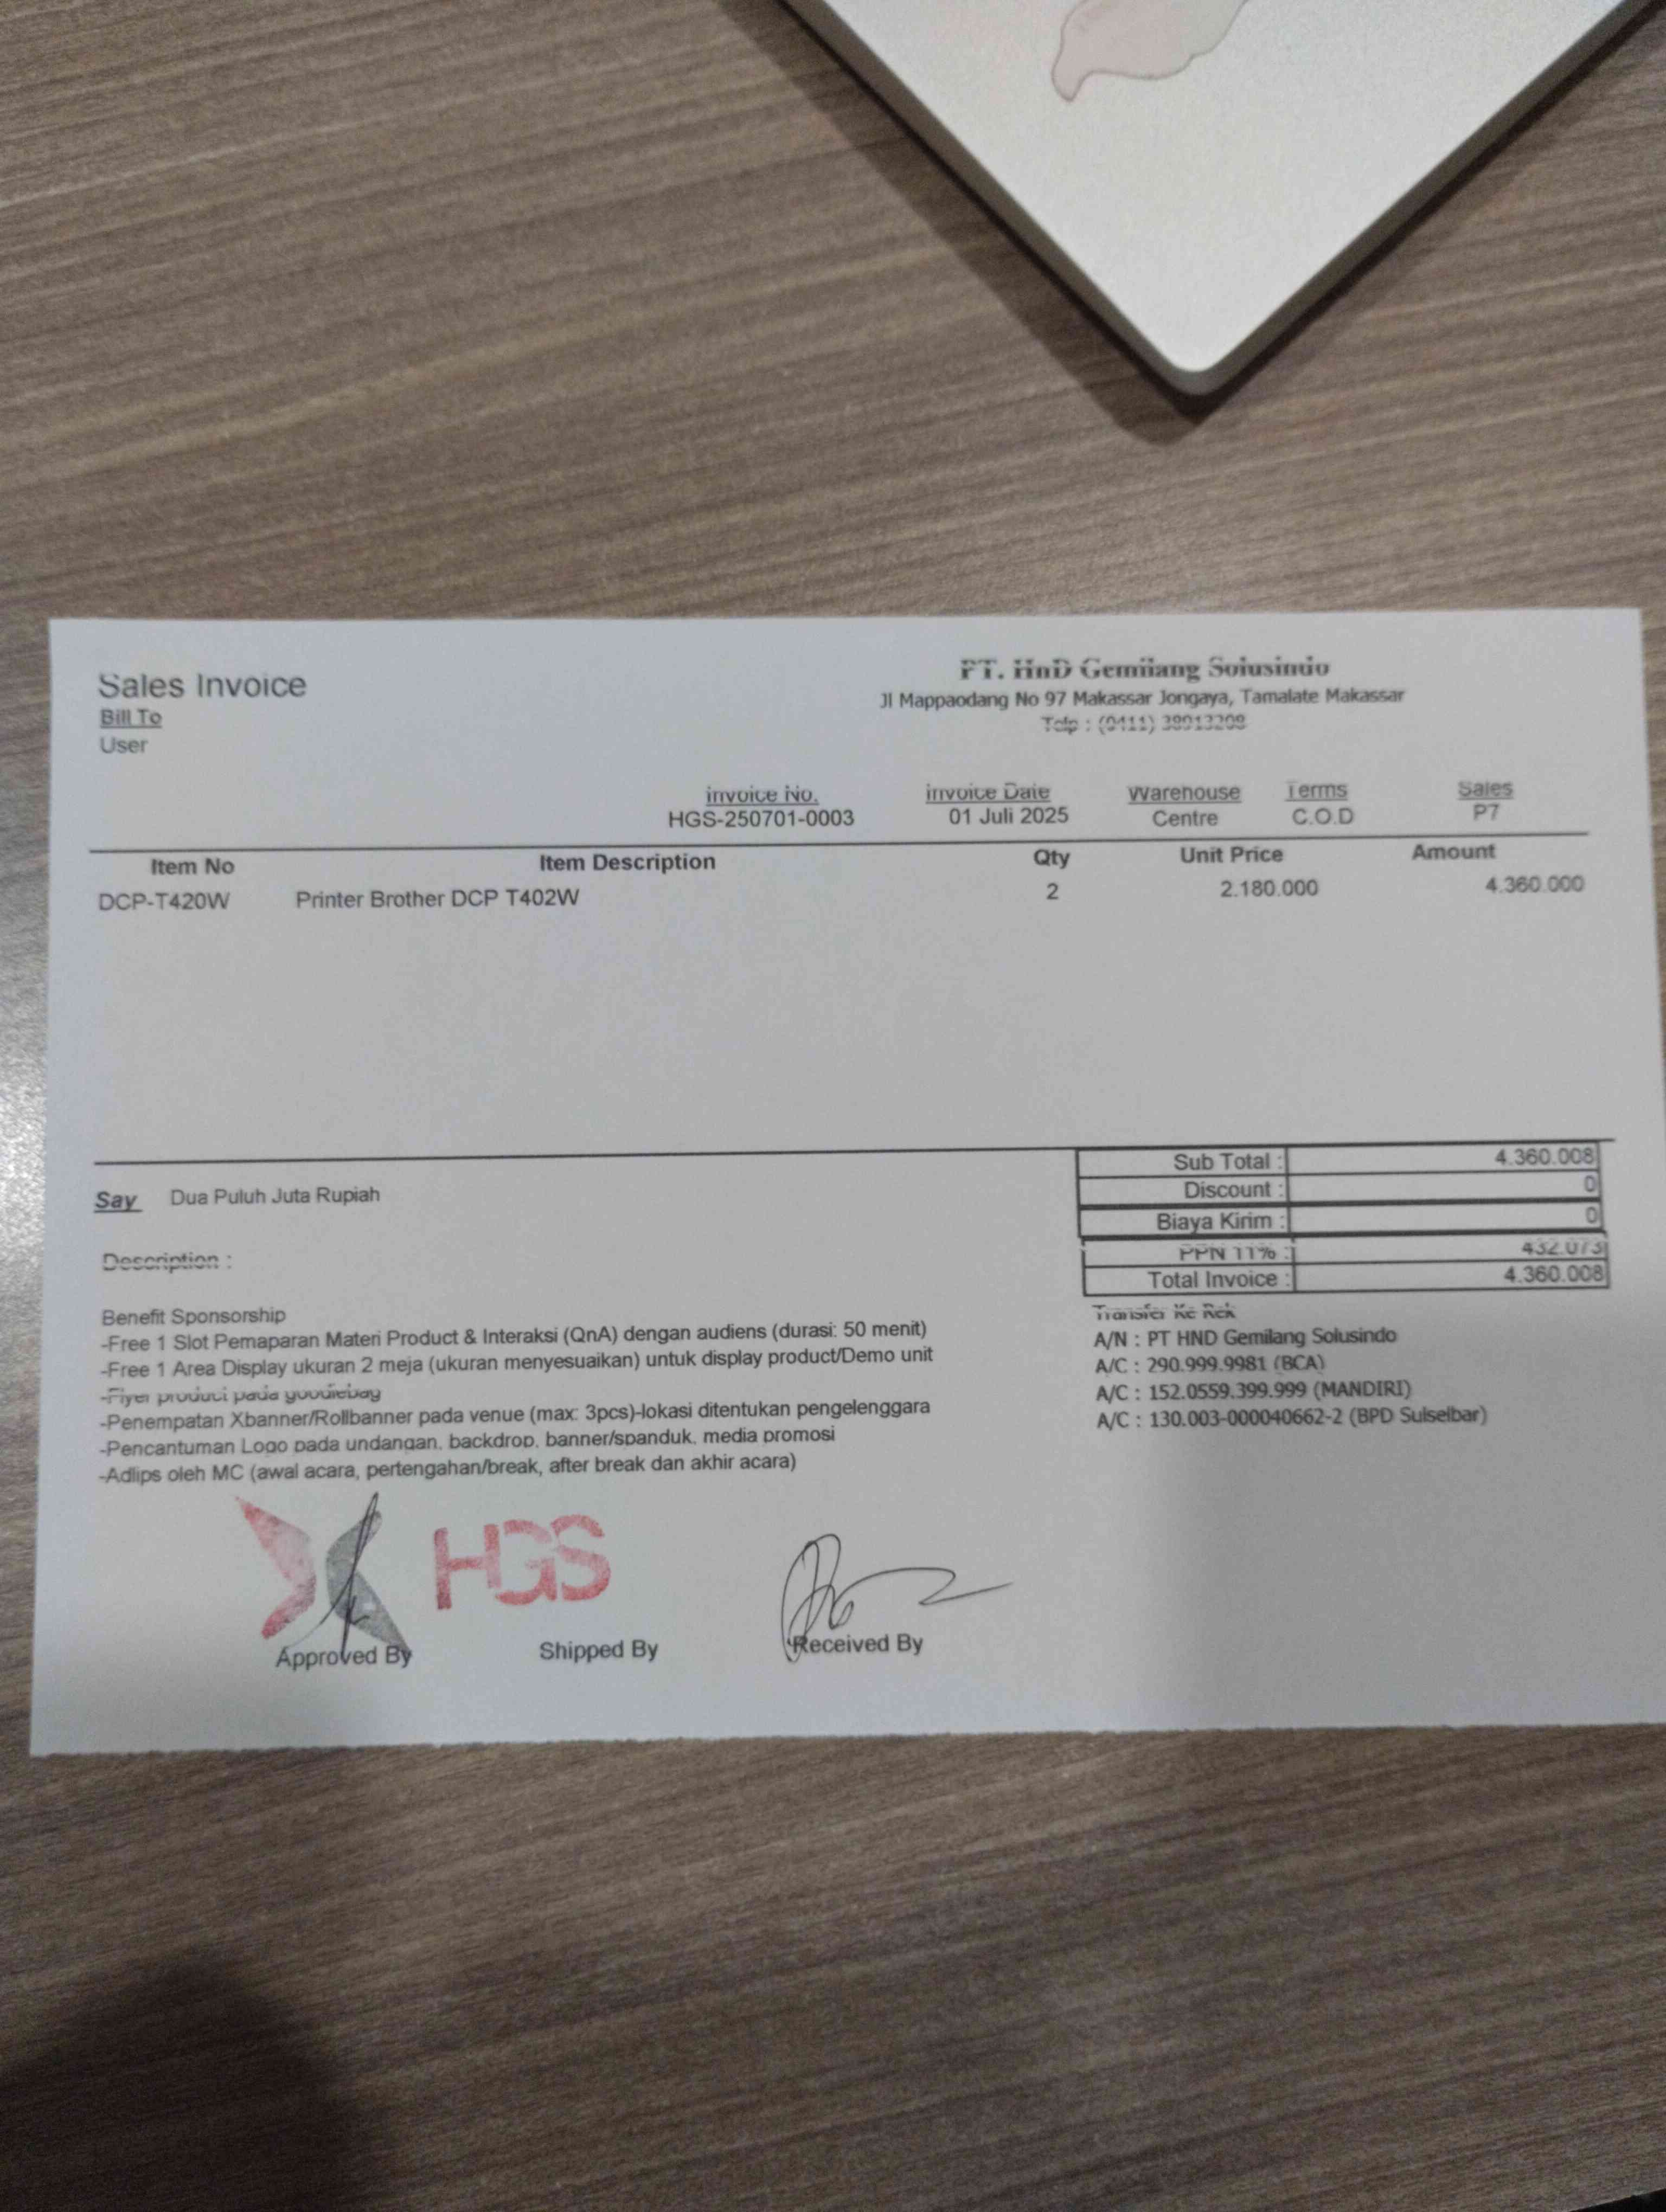 Sales Invoice
Bill To
User
PT. HnD Gemilang Solusindo
Jl Mappaodang No 97 Makassar Jongaya, Tamalate Makassar
Telp : (0411) 38913208
Invoice No. Invoice Date Warehouse Terms Sales
HGS-250701-0003 01 Juli 2025 Centre C.O.D P7
Item No Item Description Qty Unit Price Amount
DCP-T420W Printer Brother DCP T402W 2 2.180.000 4.360.000
Sub Total : 4.360.008
Say Dua Puluh Juta Rupiah
Discount : 0
Biaya Kirim : 0
Description :
PPN 11% : 432.073
Total Invoice : 4.360.008
Benefit Sponsorship
-Free 1 Slot Pemaparan Materi Product & Interaksi (QnA) dengan audiens (durasi: 50 menit)
-Free 1 Area Display ukuran 2 meja (ukuran menyesuaikan) untuk display product/Demo unit
-Flyer product pada goodiebag
-Penempatan Xbanner/Rollbanner pada venue (max: 3pcs)-lokasi ditentukan pengelenggara
-Pencantuman Logo pada undangan, backdrop, banner/spanduk, media promosi
-Adlips oleh MC (awal acara, pertengahan/break, after break dan akhir acara)
Transfer Ke Rek
A/N : PT HND Gemilang Solusindo
A/C : 290.999.9981 (BCA)
A/C : 152.0559.399.999 (MANDIRI)
A/C : 130.003-000040662-2 (BPD Sulselbar)
HGS
Approved By Shipped By Received By